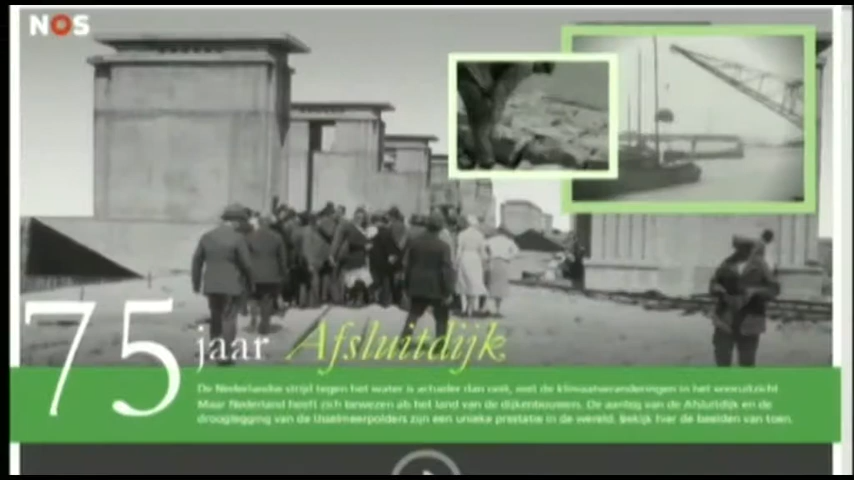 NOS
75 jaar Afsluitdijk
De Nederlandse strijd tegen het water is actueler dan ooit, met de klimaatveranderingen in het vooruitzicht.
Maar Nederland heeft zich bewezen als het land van de dijkenbouwers. De aanleg van de Afsluitdijk en de
drooglegging van de IJsselmeerpolders zijn een unieke prestatie in de wereld. Bekijk hier de beelden van toen.